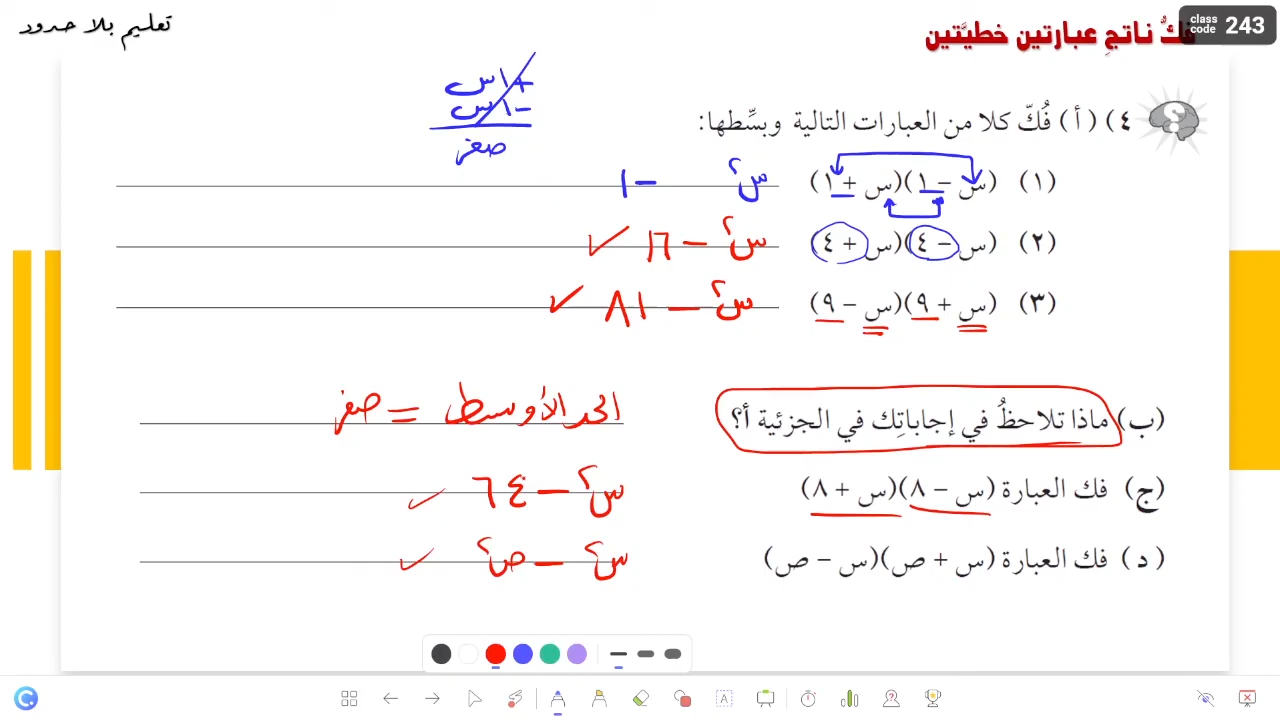 تعليم بلا حدود
class code 243
فكُّ ناتجِ عبارتين خطيَّتين
+١س
-١س
صفر
٤) (أ) فُكّ كلا من العبارات التالية وبسِّطها:
(١) (س - ١)(س + ١) س٢ - ١
(٢) (س - ٤)(س + ٤) س٢ - ١٦
(٣) (س + ٩)(س - ٩) س٢ - ٨١
(ب) ماذا تلاحظُ في إجاباتِك في الجزئية أ؟ الحد الأوسط = صفر
(ج) فك العبارة (س - ٨)(س + ٨) س٢ - ٦٤
(د) فك العبارة (س + ص)(س - ص) س٢ - ص٢